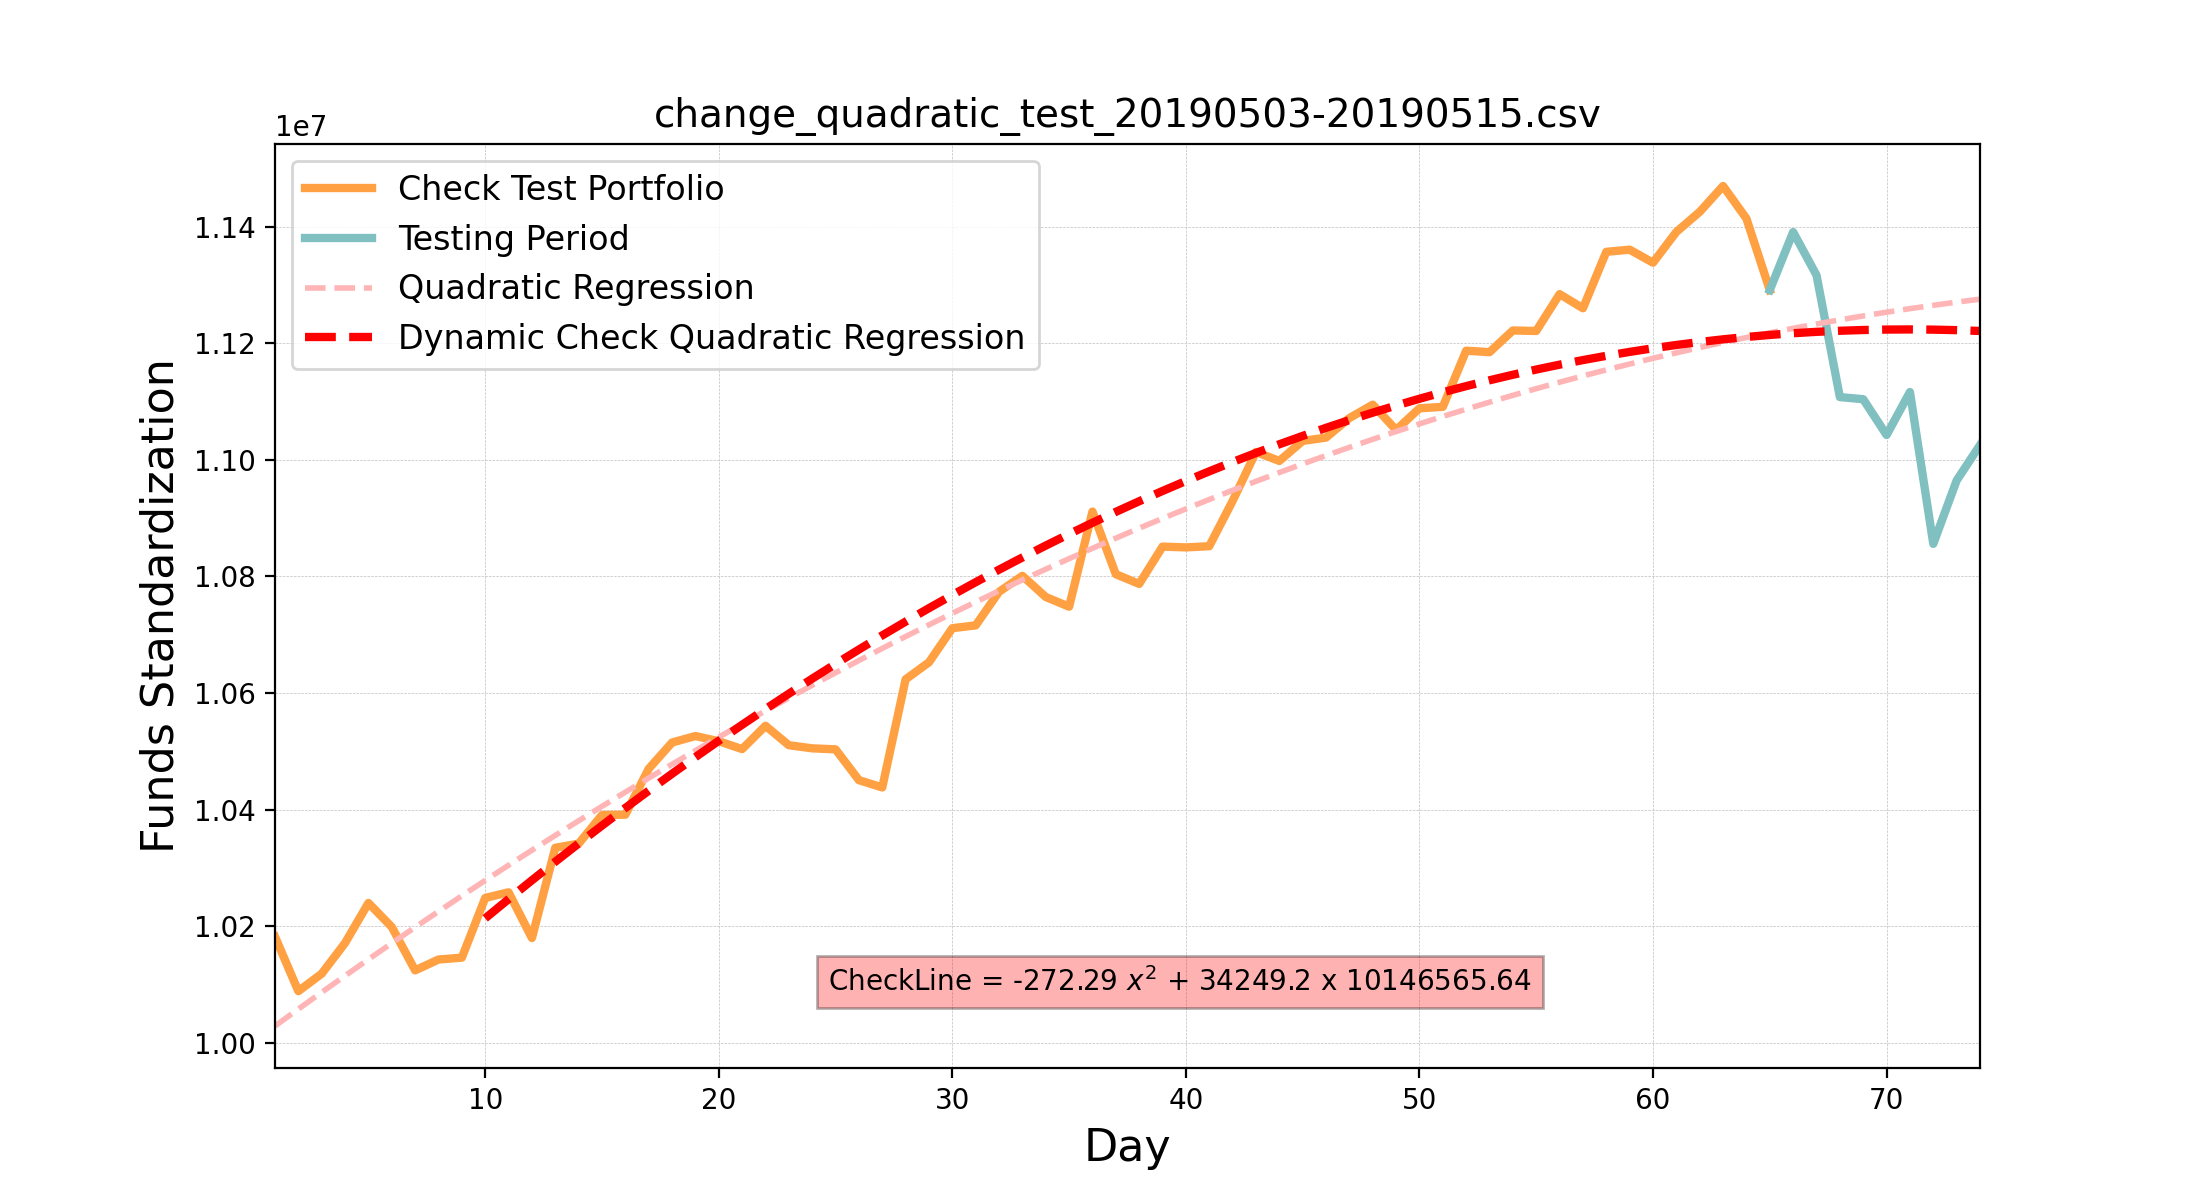 change_quadratic_test_20190503-20190515.csv
1e7
Check Test Portfolio
Testing Period
Quadratic Regression
Dynamic Check Quadratic Regression
1.14
1.12
1.10
1.08
1.06
1.04
1.02
1.00
Funds Standardization
CheckLine = -272.29 x² + 34249.2 x 10146565.64
10 20 30 40 50 60 70
Day